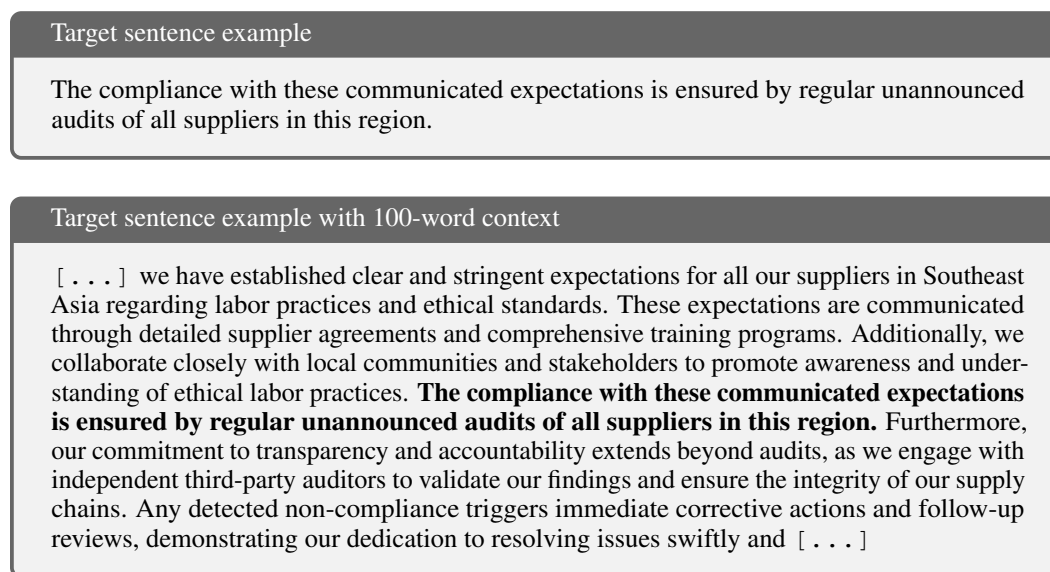 Target sentence example
The compliance with these communicated expectations is ensured by regular unannounced
audits of all suppliers in this region.
Target sentence example with 100-word context
[...] we have established clear and stringent expectations for all our suppliers in Southeast
Asia regarding labor practices and ethical standards. These expectations are communicated
through detailed supplier agreements and comprehensive training programs. Additionally, we
collaborate closely with local communities and stakeholders to promote awareness and under-
standing of ethical labor practices. The compliance with these communicated expectations
is ensured by regular unannounced audits of all suppliers in this region. Furthermore,
our commitment to transparency and accountability extends beyond audits, as we engage with
independent third-party auditors to validate our findings and ensure the integrity of our supply
chains. Any detected non-compliance triggers immediate corrective actions and follow-up
reviews, demonstrating our dedication to resolving issues swiftly and [...]